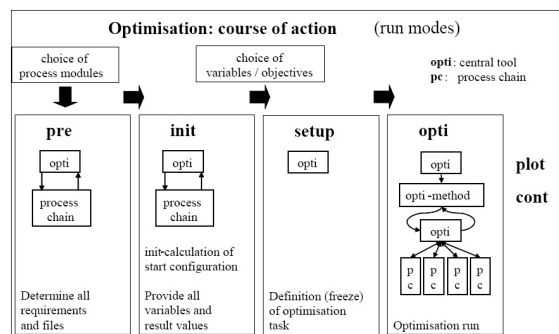 Optimisation: course of action (run modes)
choice of
process modules
choice of
variables / objectives
opti: central tool
pc: process chain
pre
opti
process
chain
Determine all
requirements
and files
init
opti
process
chain
init-calculation of
start configuration
Provide all
variables and
result values
setup
opti
Definition (freeze)
of optimisation
task
opti
opti
opti-method
opti
p p p p
c c c c
Optimisation run
plot
cont